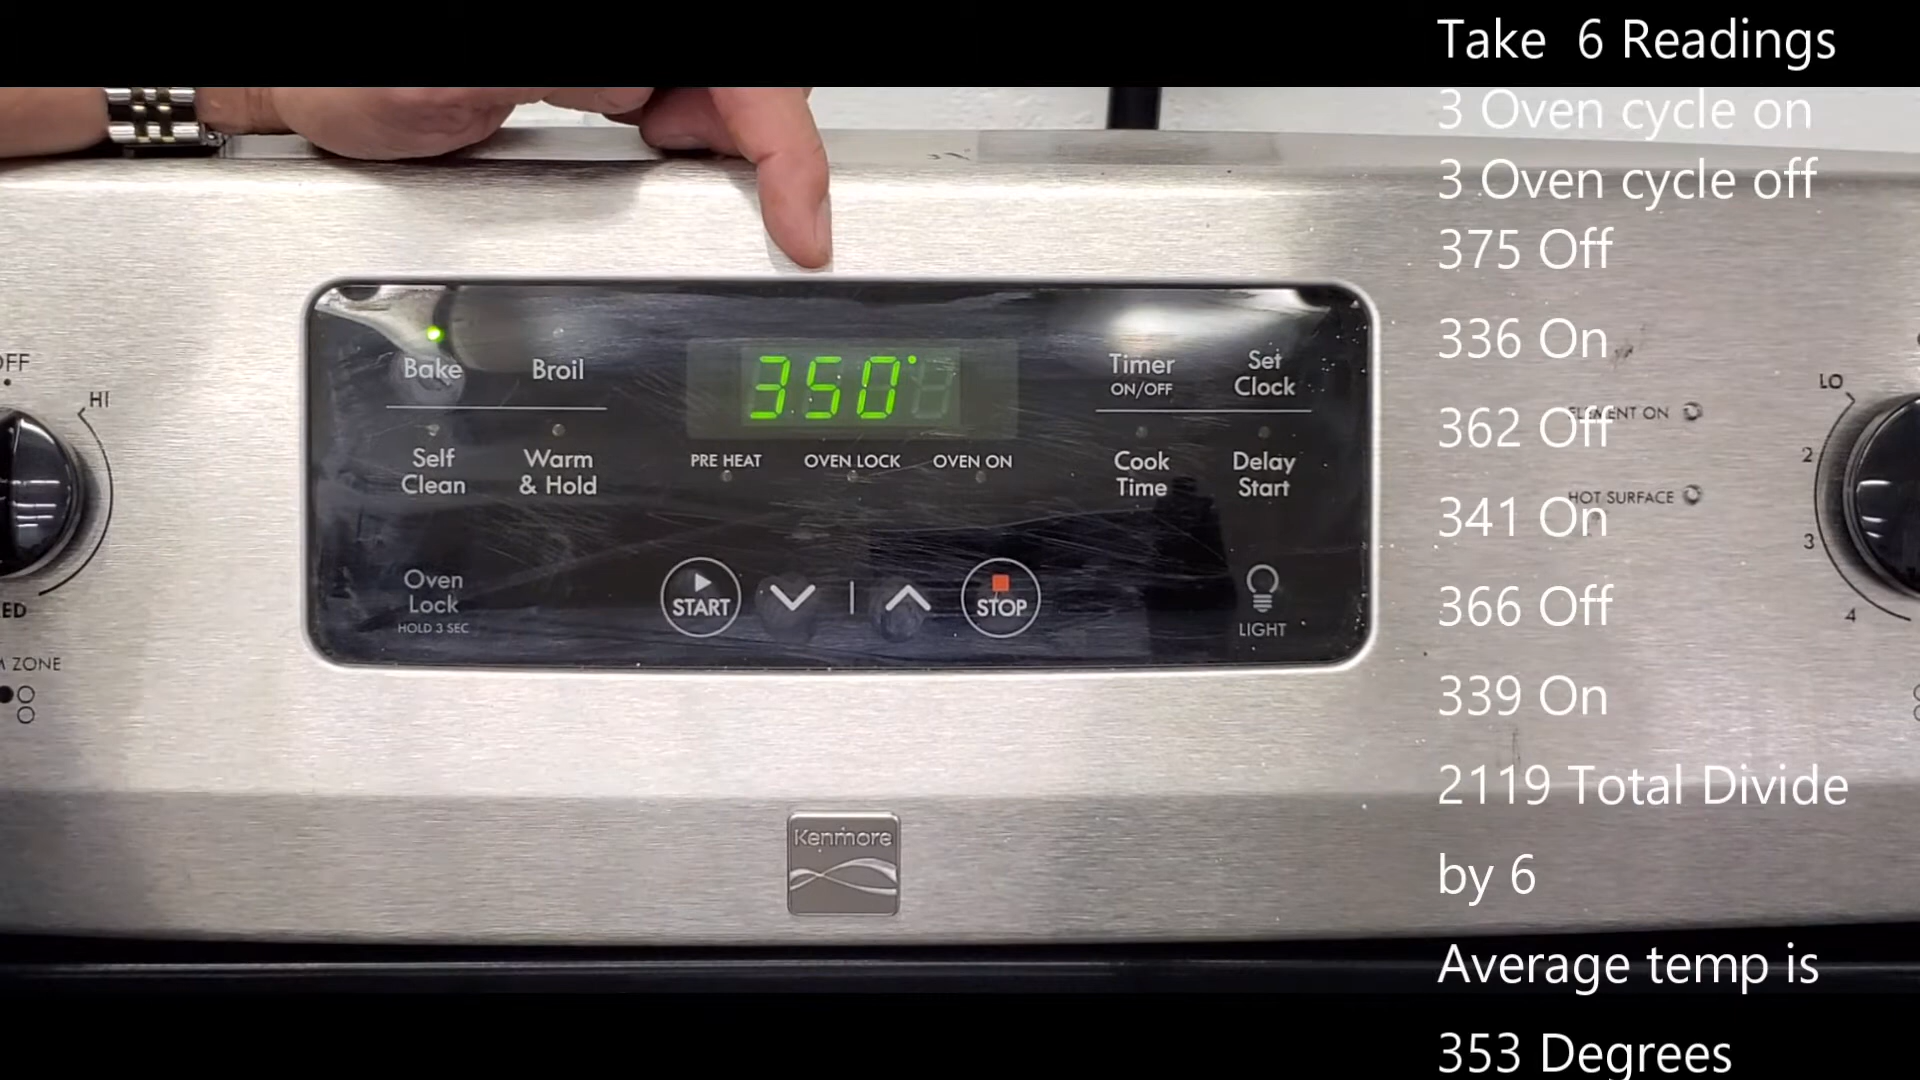 Take 6 Readings
3 Oven cycle on
3 Oven cycle off
375 Off
336 On
362 Off
341 On
366 Off
339 On
2119 Total Divide
by 6
Average temp is
353 Degrees
Bake
Broil
350°
Timer
ON/OFF
Set
Clock
Self
Clean
Warm
& Hold
PRE HEAT
OVEN LOCK
OVEN ON
Cook
Time
Delay
Start
Oven
Lock
HOLD 3 SEC
START
STOP
LIGHT
Kenmore
HI
LO
2
3
4
ELEMENT ON
HOT SURFACE
ZONE